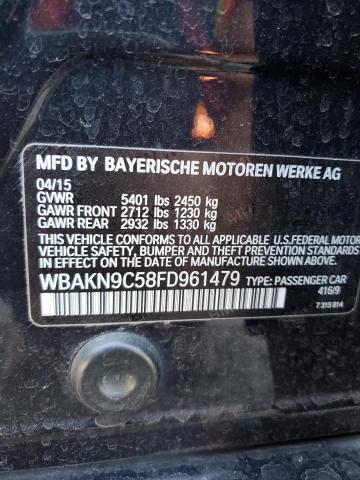 MFD BY BAYERISCHE MOTOREN WERKE AG
04/15
GVWR 5401 lbs 2450 kg
GAWR FRONT 2712 lbs 1230 kg
GAWR REAR 2932 lbs 1330 kg
THIS VEHICLE CONFORMS TO ALL APPLICABLE U.S. FEDERAL MOTOR
VEHICLE SAFETY, BUMPER, AND THEFT PREVENTION STANDARDS
IN EFFECT ON THE DATE OF MANUFACTURE SHOWN ABOVE.
WBAKN9C58FD961479 TYPE: PASSENGER CAR
416/9
7315814